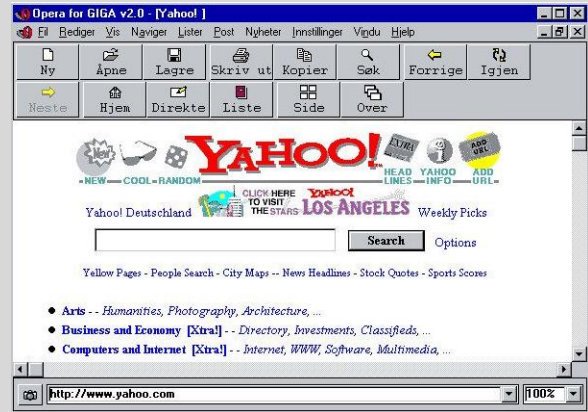 Opera for GIGA v2.0 - [Yahoo! ]
Fil Rediger Vis Naviger Lister Post Nyheter Innstillinger Vindu Hjelp
Ny Åpne Lagre Skriv ut Kopier Søk Forrige Igjen
Neste Hjem Direkte Liste Side Over
NEW COOL RANDOM YAHOO! EXTRA HEAD LINES YAHOO INFO ADD URL ADD URL
Yahoo! Deutschland CLICK HERE TO VISIT THE STARS YAHOO! LOS ANGELES Weekly Picks
Search Options
Yellow Pages - People Search - City Maps -- News Headlines - Stock Quotes - Sports Scores
Arts - - Humanities, Photography, Architecture, ...
Business and Economy [Xtra!] - - Directory, Investments, Classifieds, ...
Computers and Internet [Xtra!] - - Internet, WWW, Software, Multimedia, ...
http://www.yahoo.com 100%